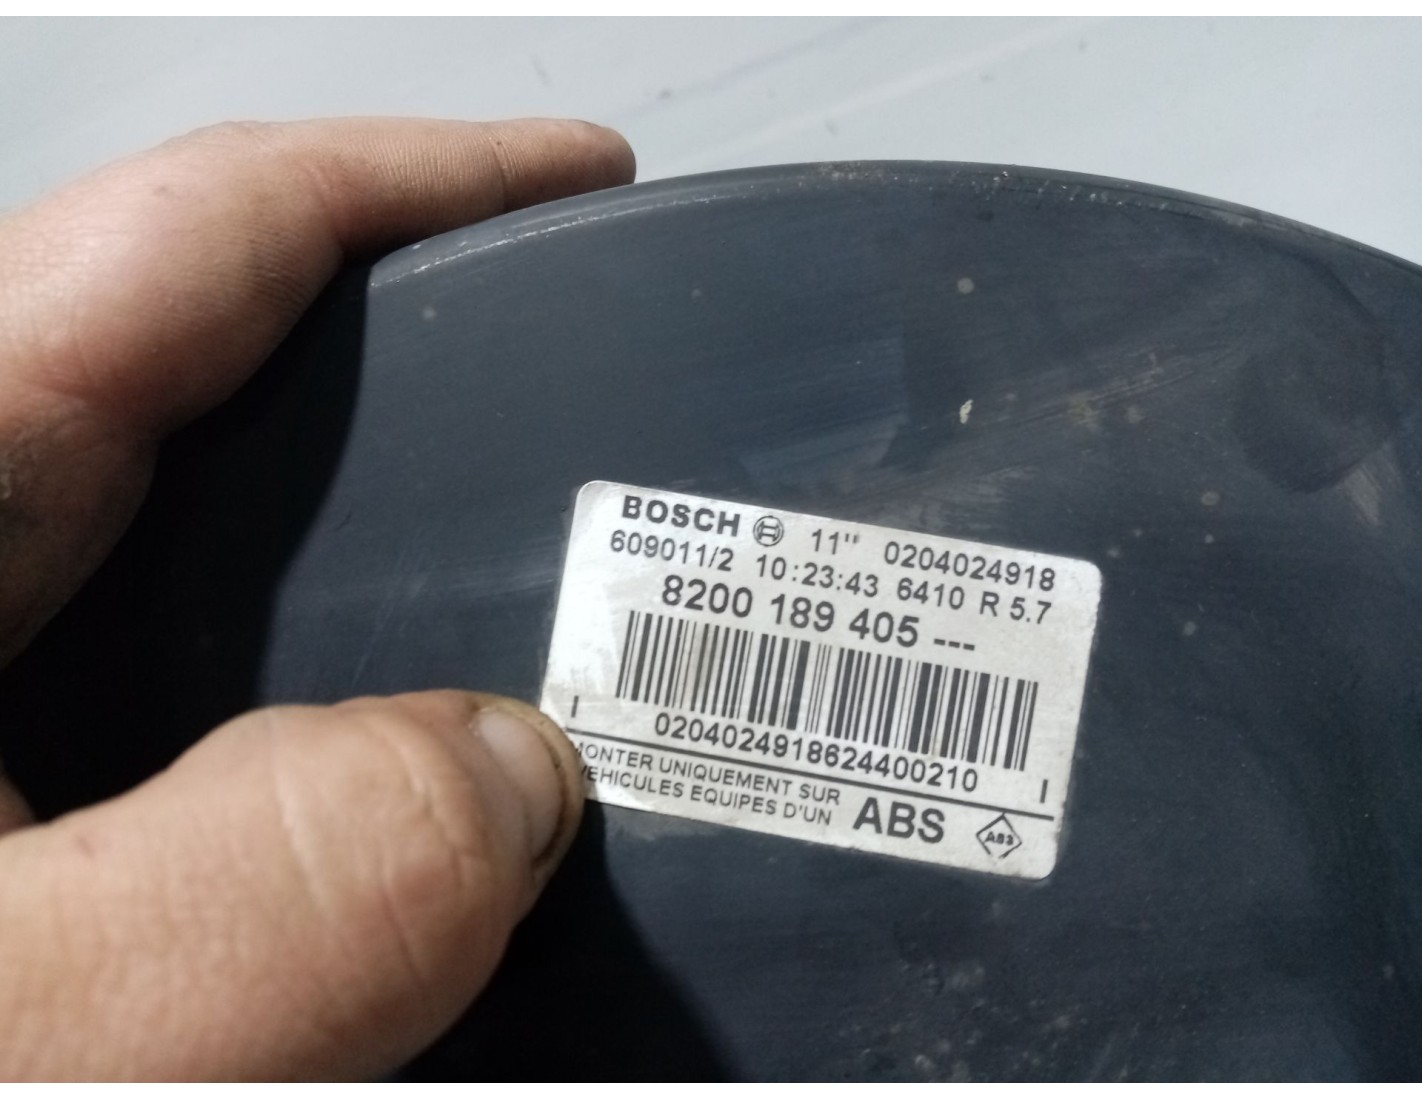 BOSCH 11" 0204024918
609011/2 10:23:43 6410 R 5.7
8200 189 405 ---
I 0204024918624400210 I
MONTER UNIQUEMENT SUR
VEHICULES EQUIPES D'UN ABS